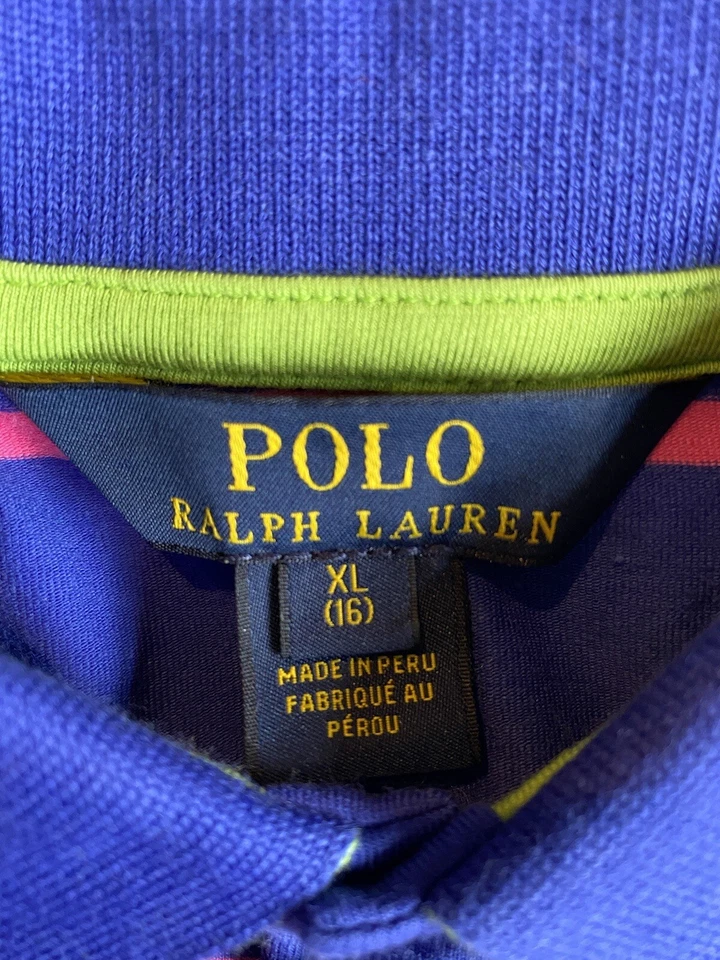 POLO
RALPH LAUREN
XL
(16)
MADE IN PERU
FABRIQUÉ AU
PÉROU